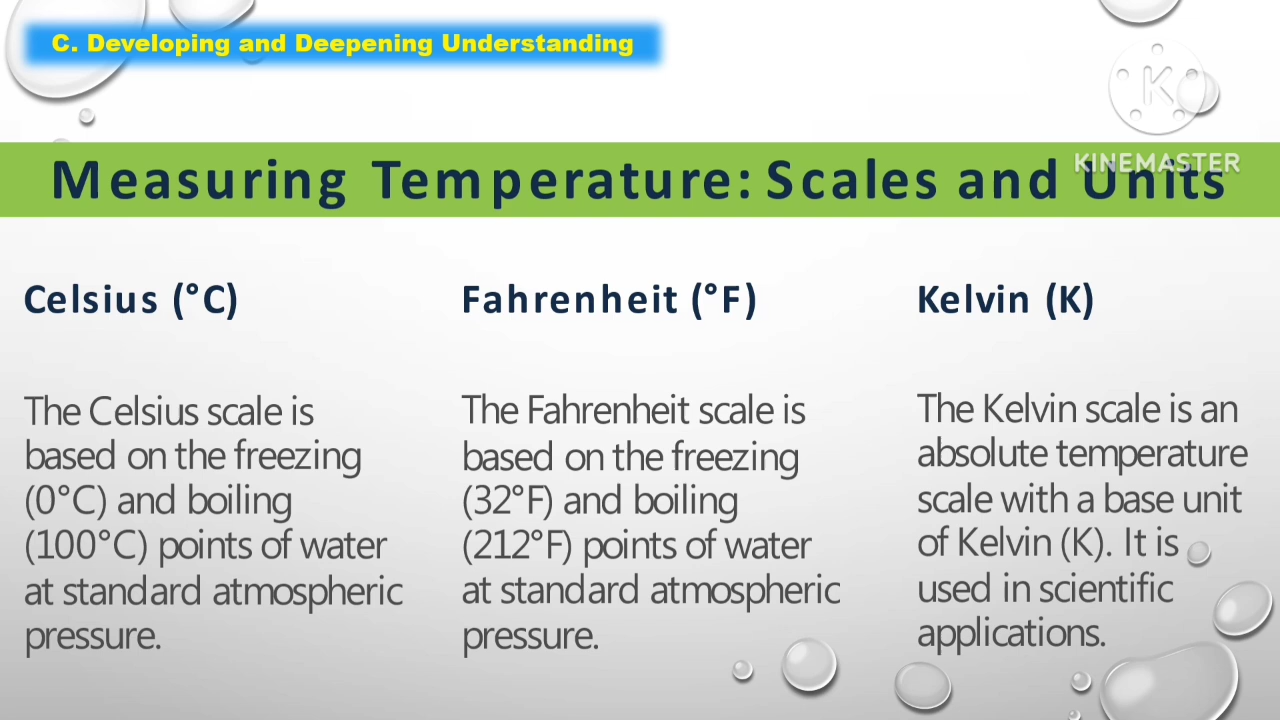 C. Developing and Deepening Understanding
K
KINEMASTER
Measuring Temperature: Scales and Units
Celsius (°C)
The Celsius scale is
based on the freezing
(0°C) and boiling
(100°C) points of water
at standard atmospheric
pressure.
Fahrenheit (°F)
The Fahrenheit scale is
based on the freezing
(32°F) and boiling
(212°F) points of water
at standard atmospheric
pressure.
Kelvin (K)
The Kelvin scale is an
absolute temperature
scale with a base unit
of Kelvin (K). It is
used in scientific
applications.